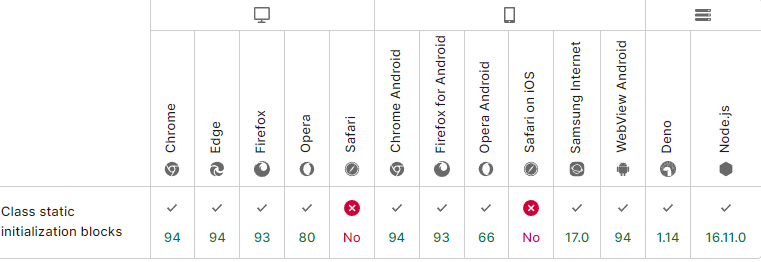 Chrome
Edge
Firefox
Opera
Safari
Chrome Android
Firefox for Android
Opera Android
Safari on iOS
Samsung Internet
WebView Android
Deno
Node.js
Class static
initialization blocks
94 94 93 80 No 94 93 66 No 17.0 94 1.14 16.11.0